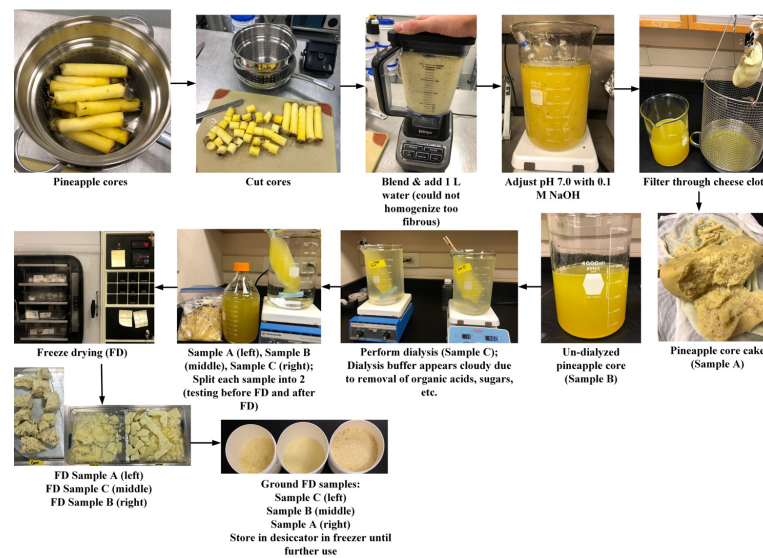 Pineapple cores
Cut cores
Blend & add 1 L
water (could not
homogenize too
fibrous)
Adjust pH 7.0 with 0.1
M NaOH
Filter through cheese clot
Pineapple core cake
(Sample A)
Un-dialyzed
pineapple core
(Sample B)
4000ml
Perform dialysis (Sample C);
Dialysis buffer appears cloudy due
to removal of organic acids, sugars,
etc.
Sample A (left), Sample B
(middle), Sample C (right);
Split each sample into 2
(testing before FD and after
FD)
Freeze drying (FD)
FD Sample A (left)
FD Sample C (middle)
FD Sample B (right)
Ground FD samples:
Sample C (left)
Sample B (middle)
Sample A (right)
Store in desiccator in freezer until
further use